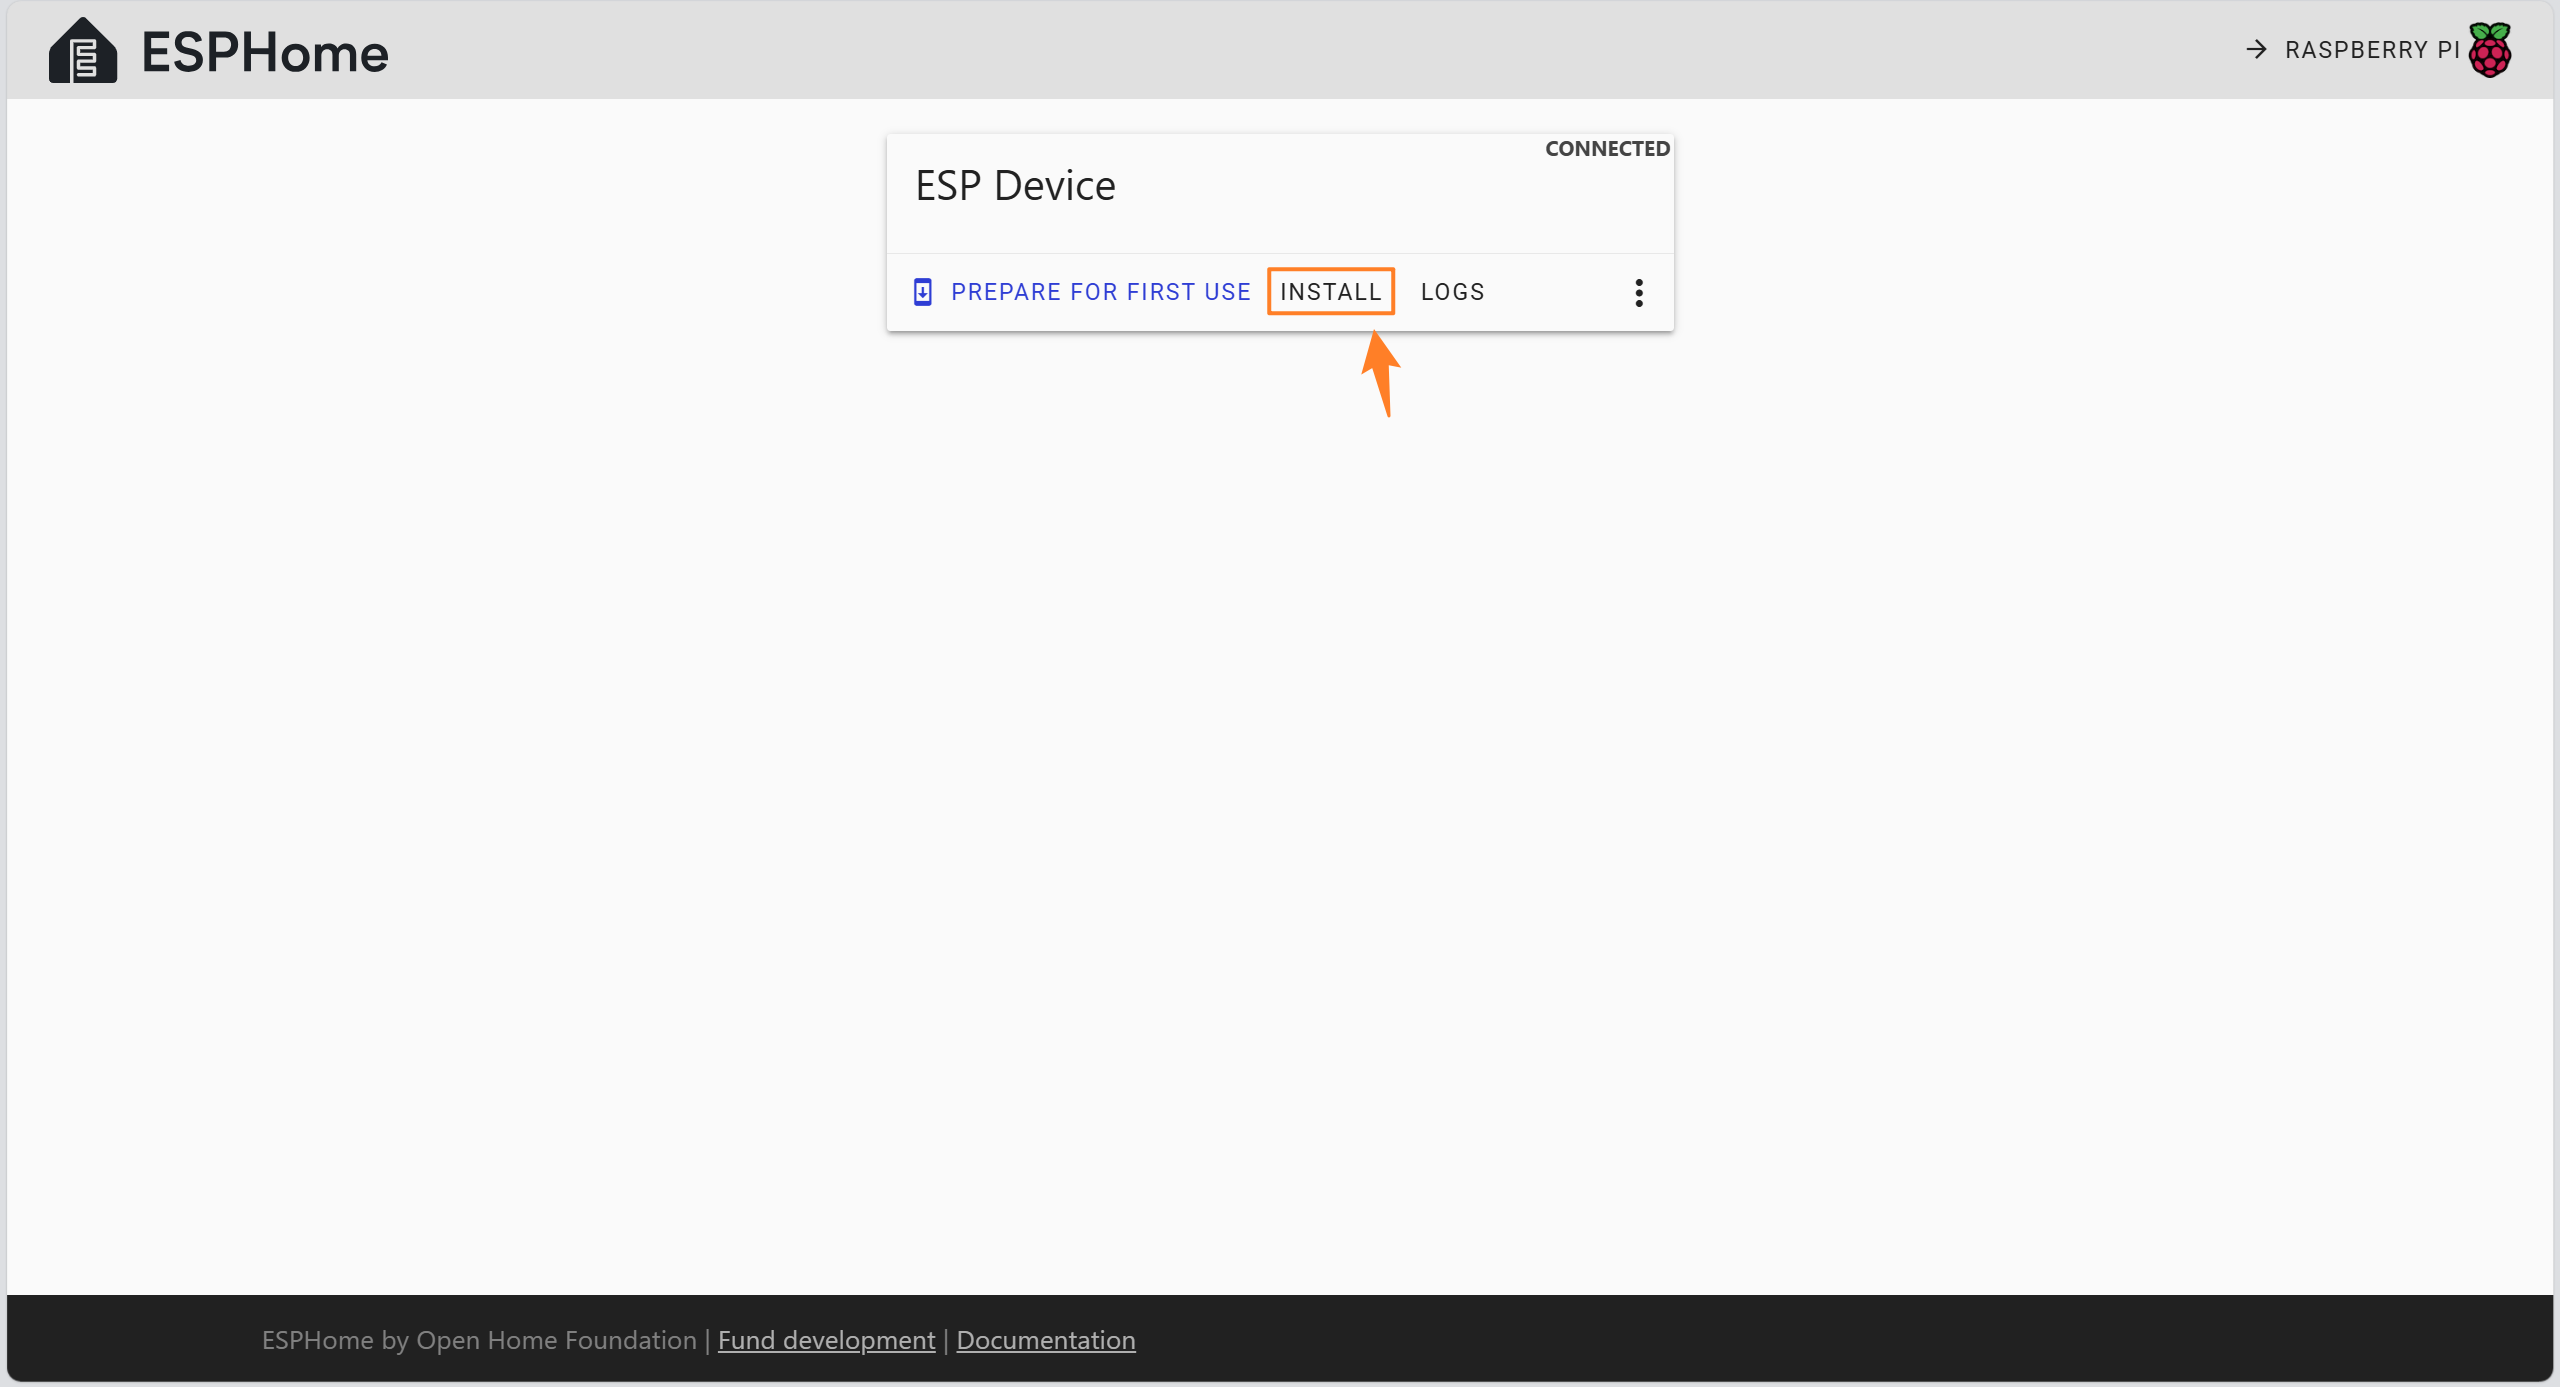 ESPHome
RASPBERRY PI
CONNECTED
ESP Device
PREPARE FOR FIRST USE INSTALL LOGS
ESPHome by Open Home Foundation | Fund development | Documentation